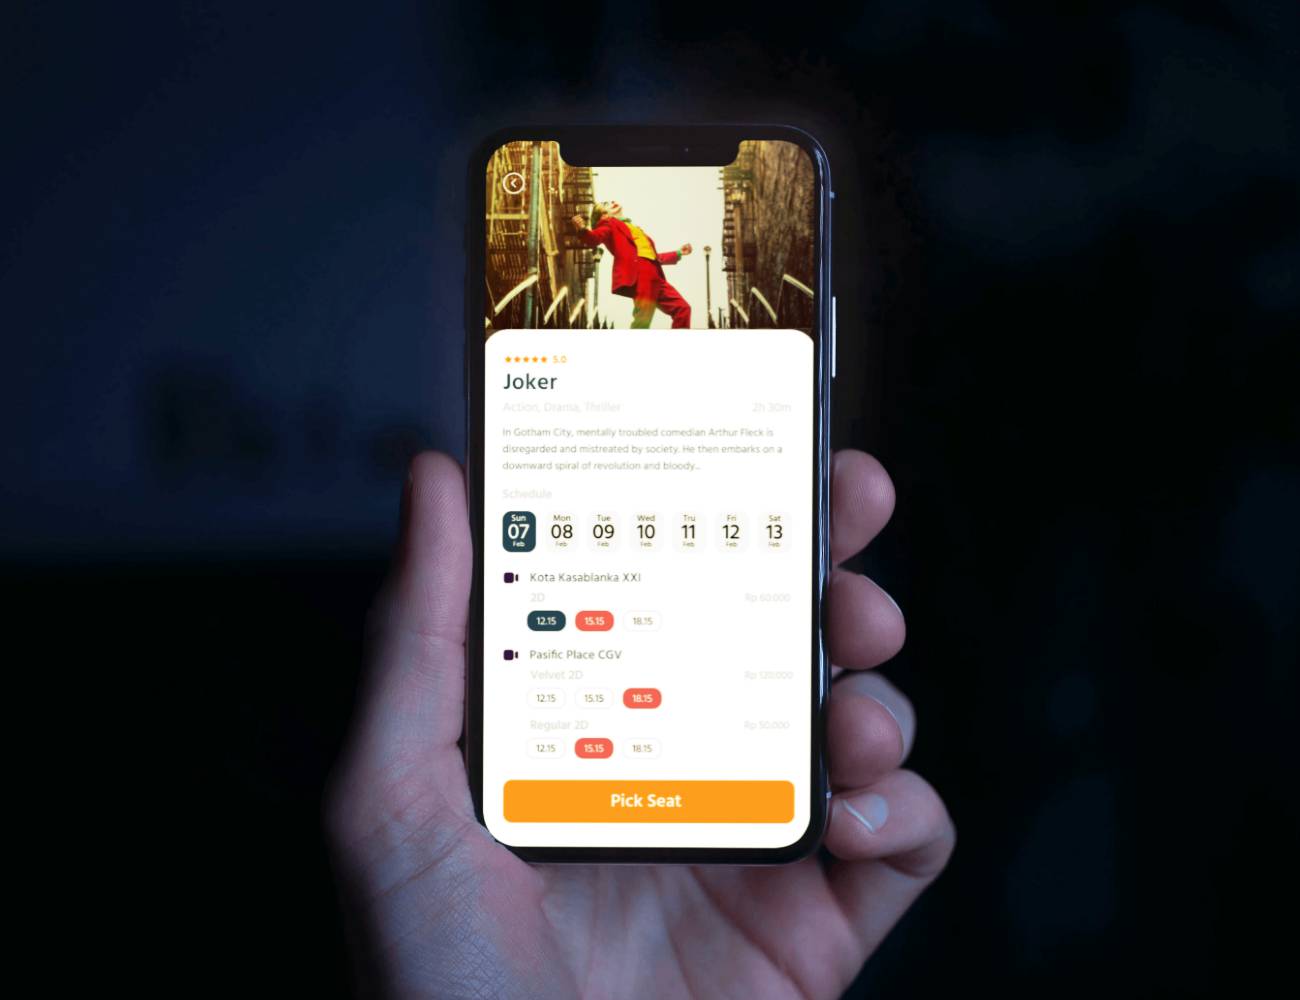 5.0
Joker
Action, Drama, Thriller 2h 30m
In Gotham City, mentally troubled comedian Arthur Fleck is
disregarded and mistreated by society. He then embarks on a
downward spiral of revolution and bloody...
Schedule
Sun Mon Tue Wed Tru Fri Sat
07 08 09 10 11 12 13
Feb Feb Feb Feb Feb Feb Feb
Kota Kasablanka XXI
2D Rp 60.000
12.15 15.15 18.15
Pasific Place CGV
Velvet 2D Rp 120.000
12.15 15.15 18.15
Regular 2D Rp 50.000
12.15 15.15 18.15
Pick Seat